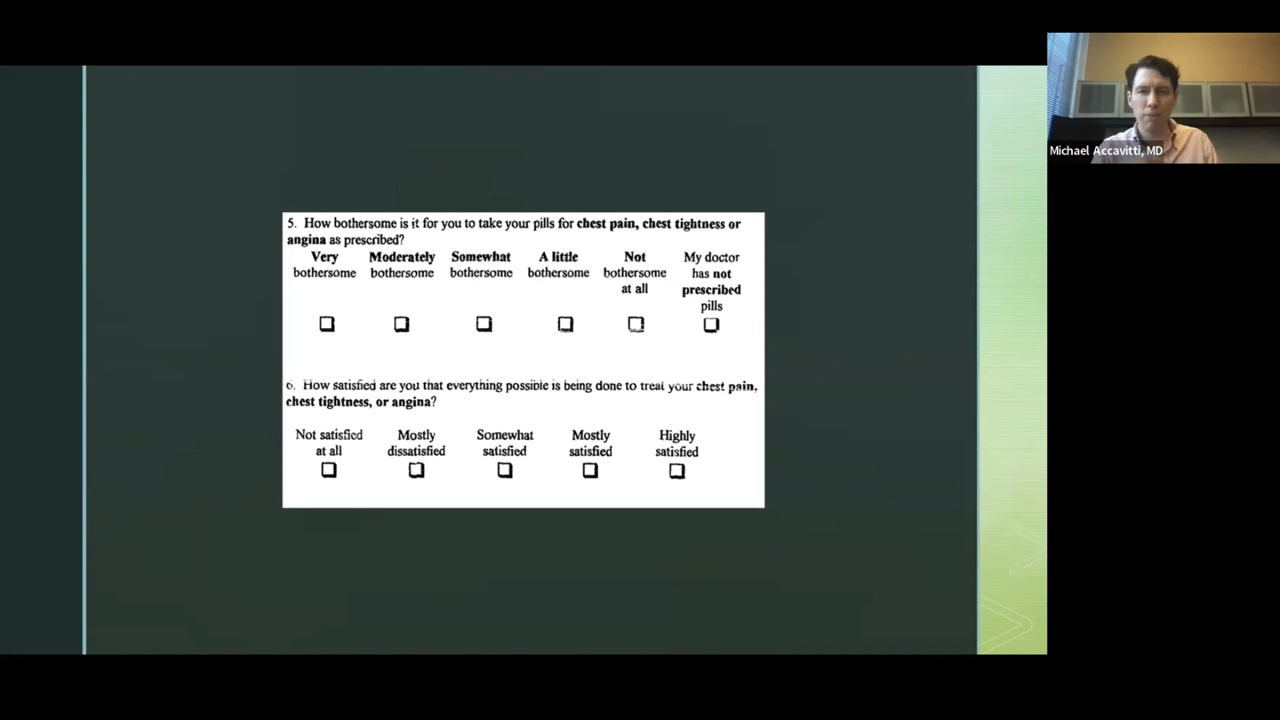 5. How bothersome is it for you to take your pills for chest pain, chest tightness or
angina as prescribed?
Very Moderately Somewhat A little Not My doctor
bothersome bothersome bothersome bothersome bothersome has not
at all prescribed
pills
6. How satisfied are you that everything possible is being done to treat your chest pain,
chest tightness, or angina?
Not satisfied Mostly Somewhat Mostly Highly
at all dissatisfied satisfied satisfied satisfied
Michael Accavitti, MD